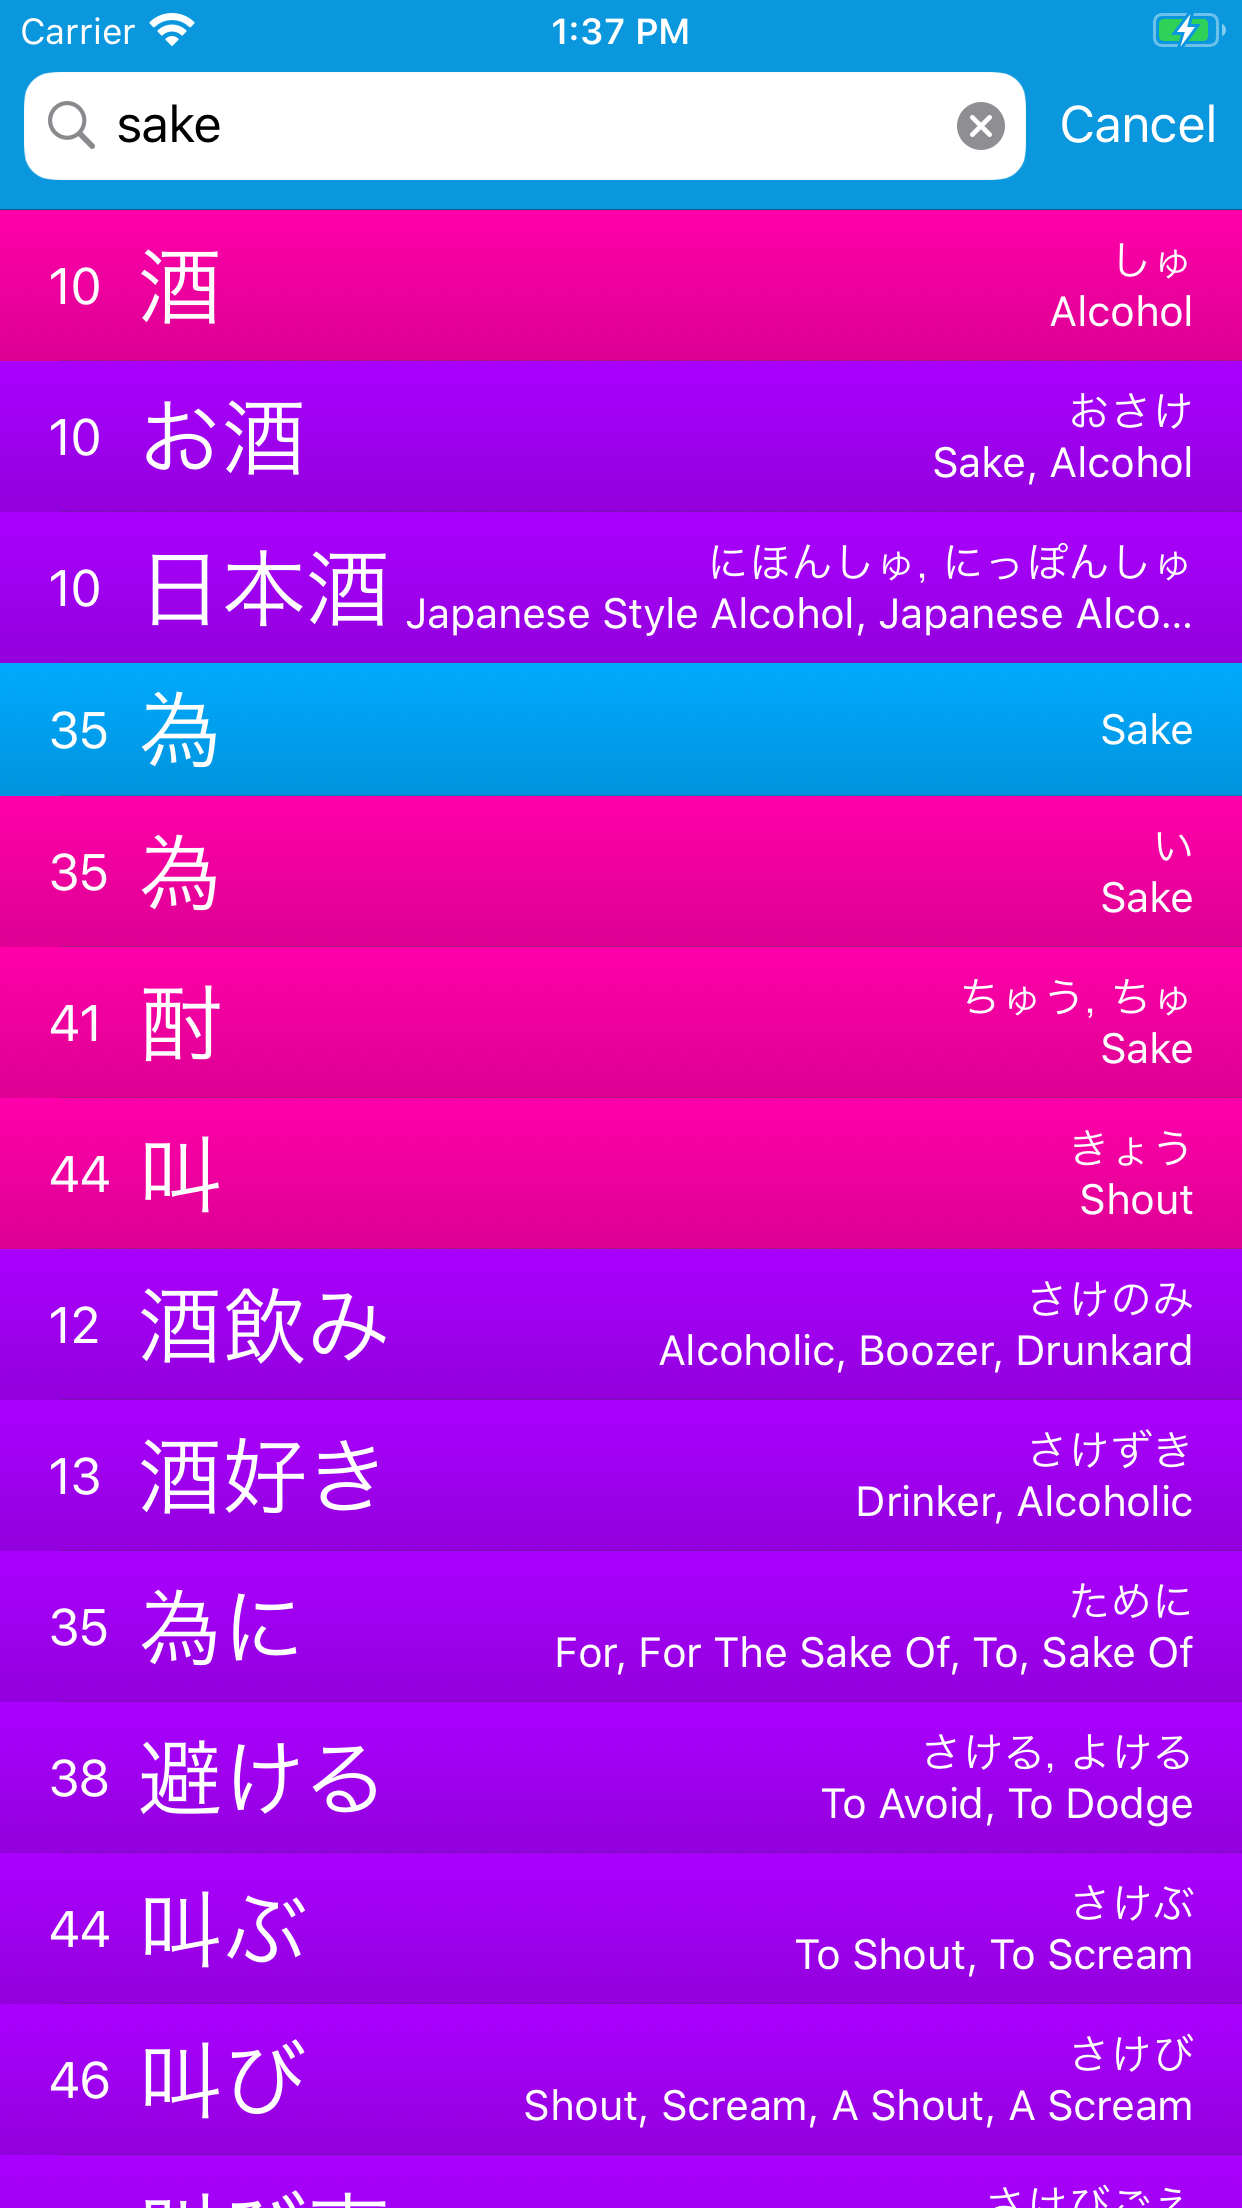 Carrier 1:37 PM
sake Cancel
10 酒 しゅ
Alcohol
10 お酒 おさけ
Sake, Alcohol
10 日本酒 にほんしゅ, にっぽんしゅ
Japanese Style Alcohol, Japanese Alco...
35 為 Sake
35 為 い
Sake
41 酎 ちゅう, ちゅ
Sake
44 叫 きょう
Shout
12 酒飲み さけのみ
Alcoholic, Boozer, Drunkard
13 酒好き さけずき
Drinker, Alcoholic
35 為に ために
For, For The Sake Of, To, Sake Of
38 避ける さける, よける
To Avoid, To Dodge
44 叫ぶ さけぶ
To Shout, To Scream
46 叫び さけび
Shout, Scream, A Shout, A Scream
さけびごえ